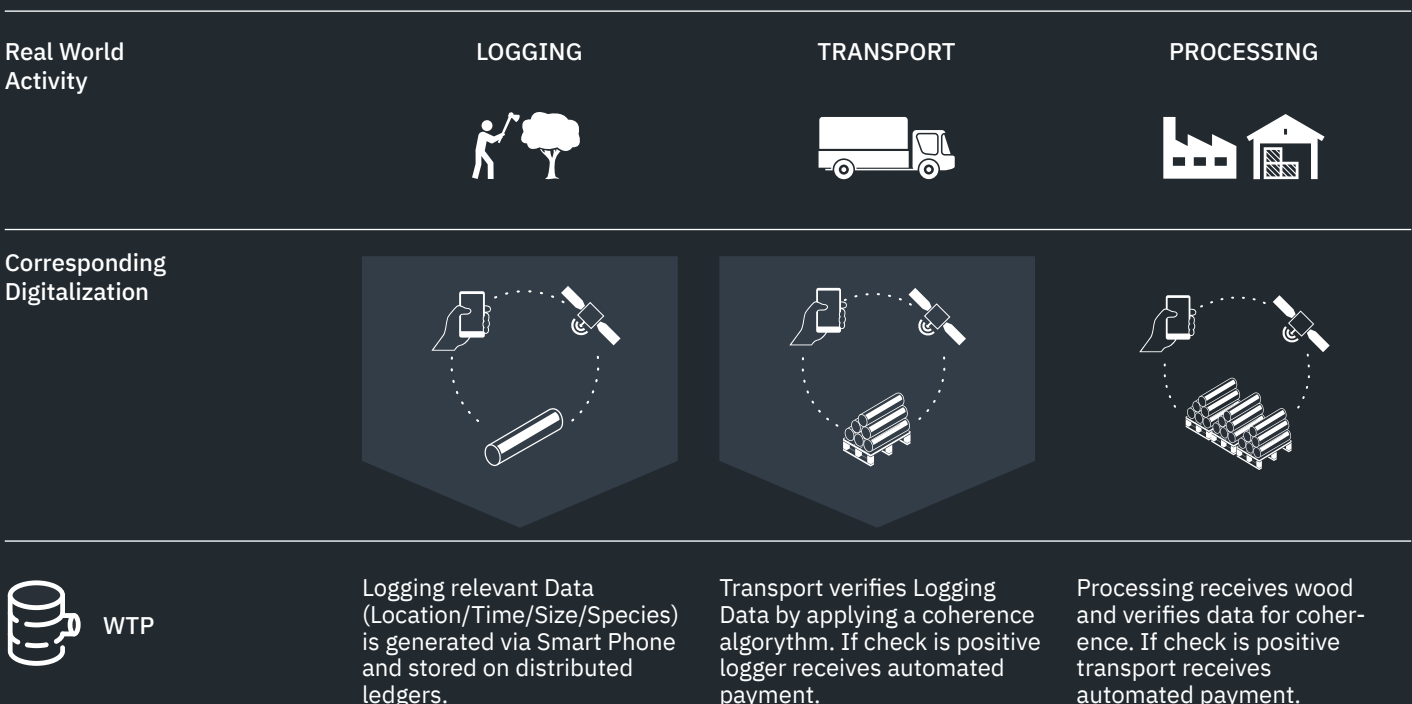 Real World
Activity
LOGGING
TRANSPORT
PROCESSING
Corresponding
Digitalization
WTP
Logging relevant Data
(Location/Time/Size/Species)
is generated via Smart Phone
and stored on distributed
ledgers.
Transport verifies Logging
Data by applying a coherence
algorythm. If check is positive
logger receives automated
payment.
Processing receives wood
and verifies data for coher-
ence. If check is positive
transport receives
automated payment.